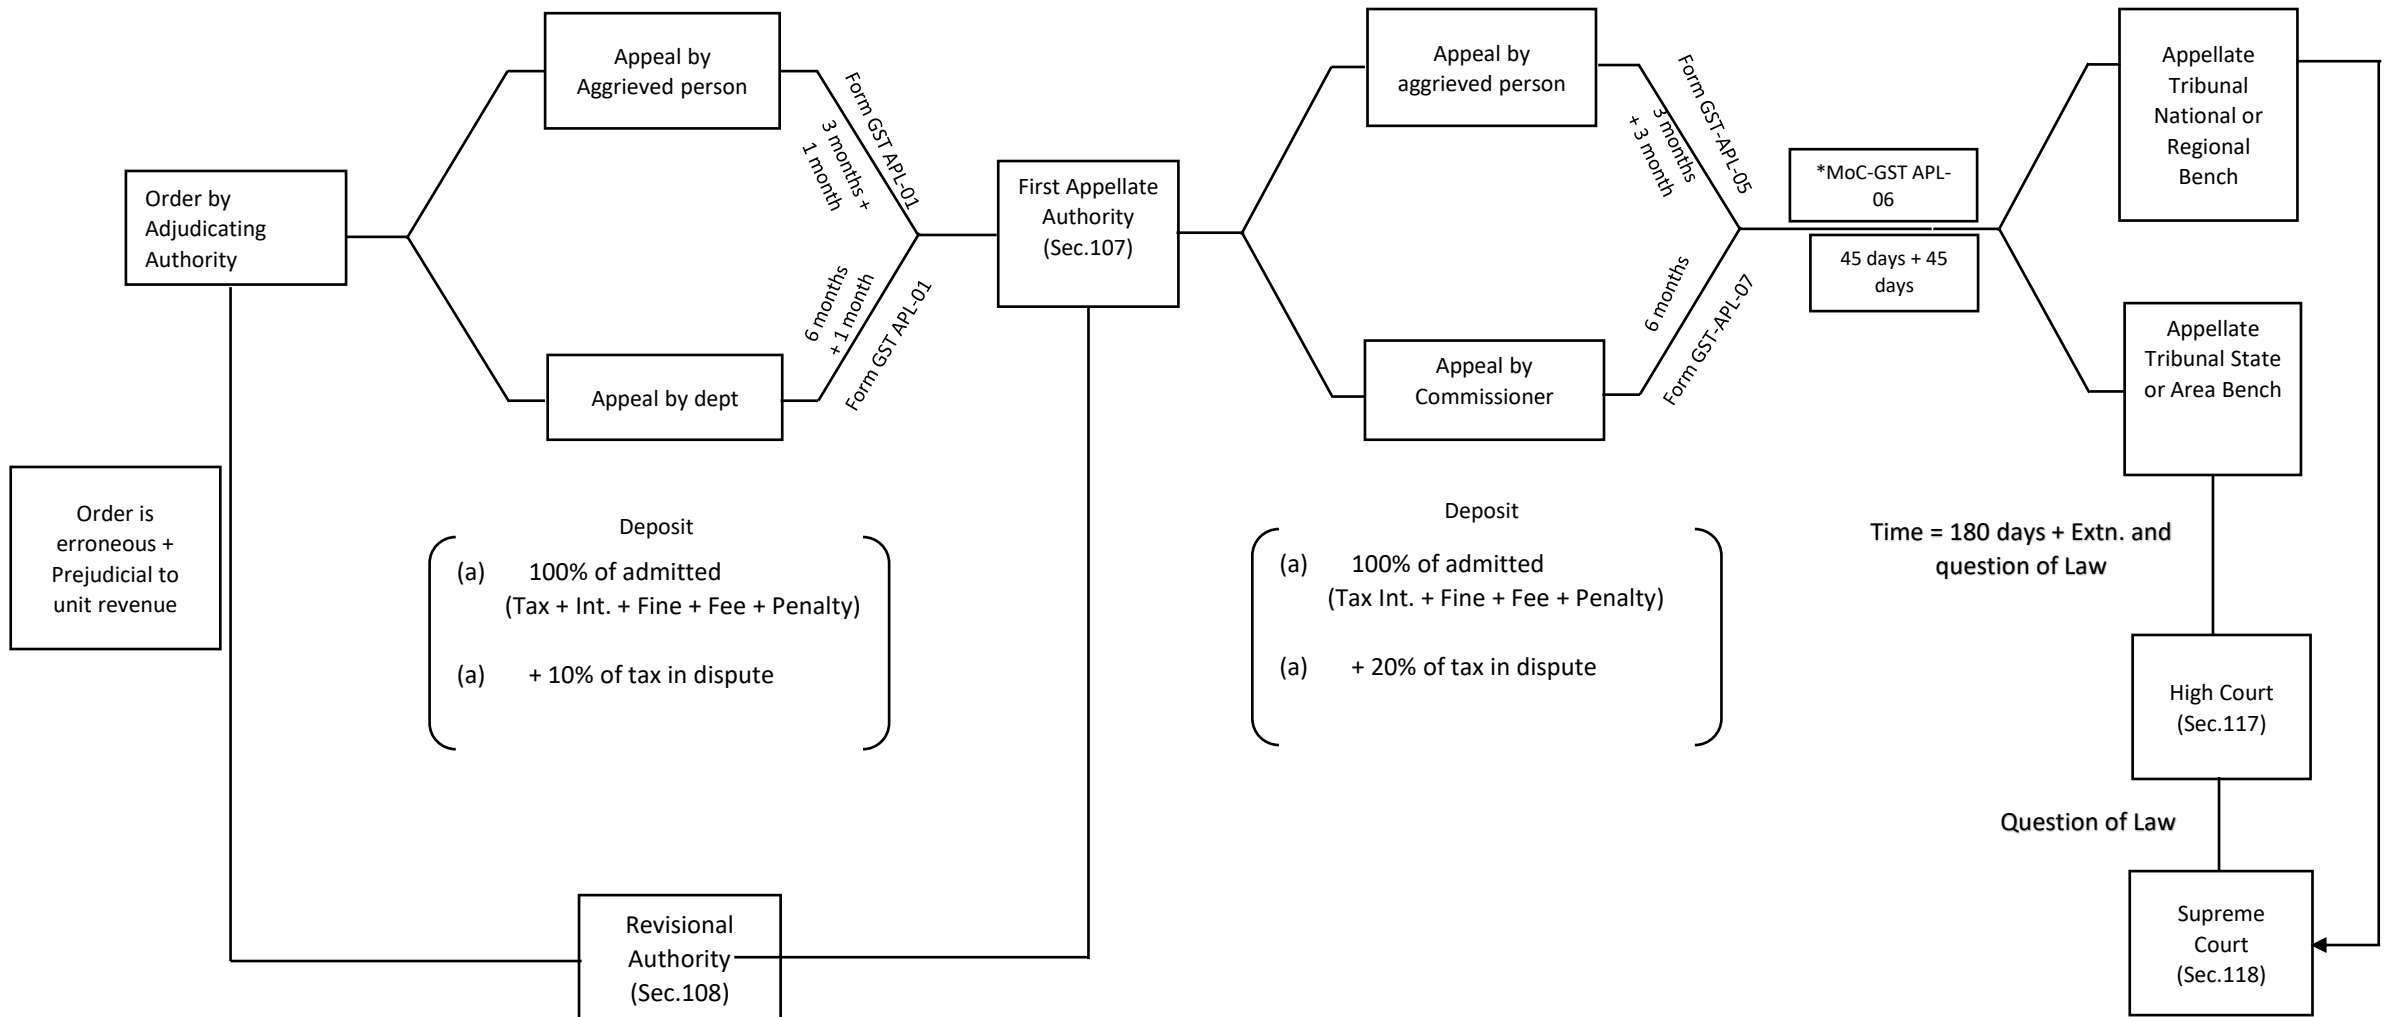 Order by
Adjudicating
Authority
Appeal by
Aggrieved person
Form GST APL-01
3 months +
1 month
Appeal by dept
6 months
+ 1 month
Form GST APL-01
First Appellate
Authority
(Sec.107)
Appeal by
aggrieved person
Form GST-APL-05
3 months
+ 3 month
Appeal by
Commissioner
6 months
Form GST-APL-07
*MoC-GST APL-
06
45 days + 45
days
Appellate
Tribunal
National or
Regional
Bench
Appellate
Tribunal State
or Area Bench
Order is
erroneous +
Prejudicial to
unit revenue
Deposit
(a) 100% of admitted
(Tax + Int. + Fine + Fee + Penalty)
(a) + 10% of tax in dispute
Deposit
(a) 100% of admitted
(Tax Int. + Fine + Fee + Penalty)
(a) + 20% of tax in dispute
Time = 180 days + Extn. and
question of Law
High Court
(Sec.117)
Question of Law
Supreme
Court
(Sec.118)
Revisional
Authority
(Sec.108)